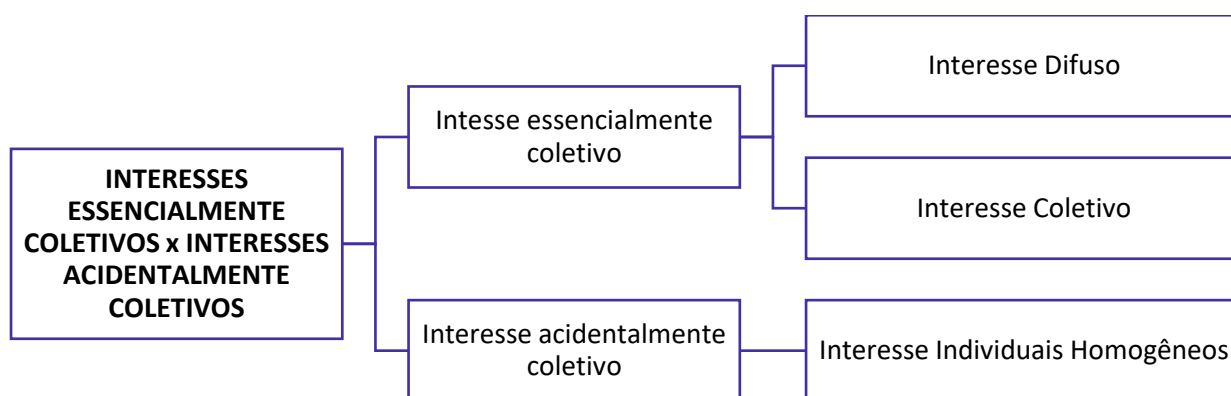 INTERESSES
ESSENCIALMENTE
COLETIVOS x INTERESSES
ACIDENTALMENTE
COLETIVOS
Intesse essencialmente
coletivo
Interesse Difuso
Interesse Coletivo
Interesse acidentalmente
coletivo
Interesse Individuais Homogêneos